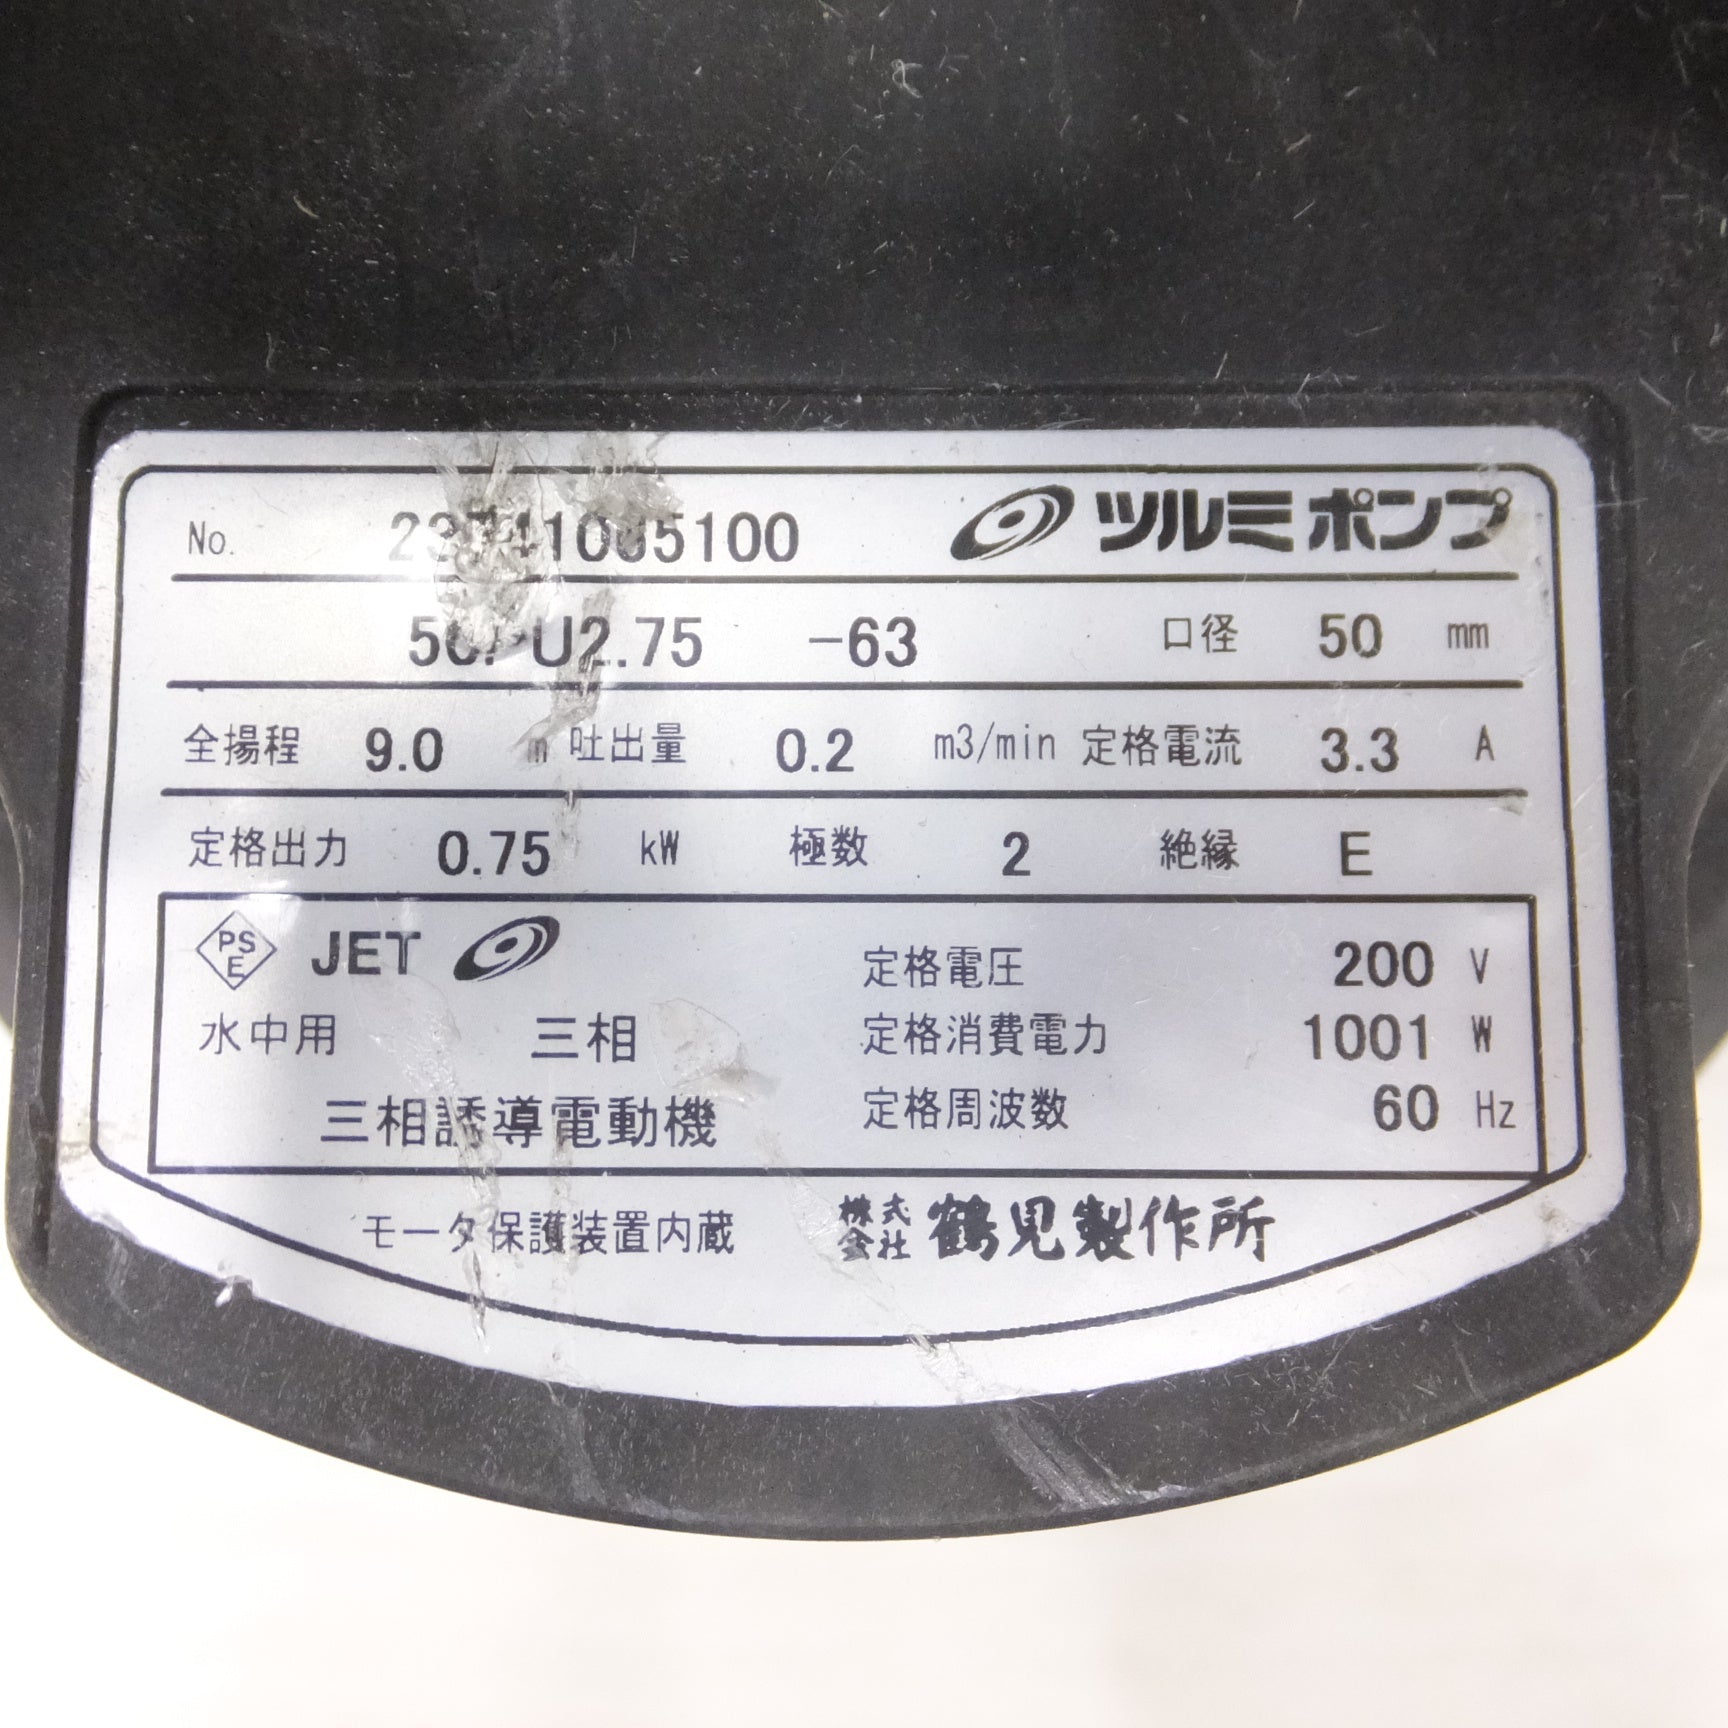 No. ツルミポンプ
-63 口径 50 mm
全揚程 9.0 m 吐出量 0.2 m3/min 定格電流 3.3 A
定格出力 0.75 kW 極数 2 絶縁 E
PSE JET 定格電圧 200 V
水中用 三相 定格消費電力 1001 W
三相誘導電動機 定格周波数 60 Hz
モータ保護装置内蔵 株式会社 鶴見製作所